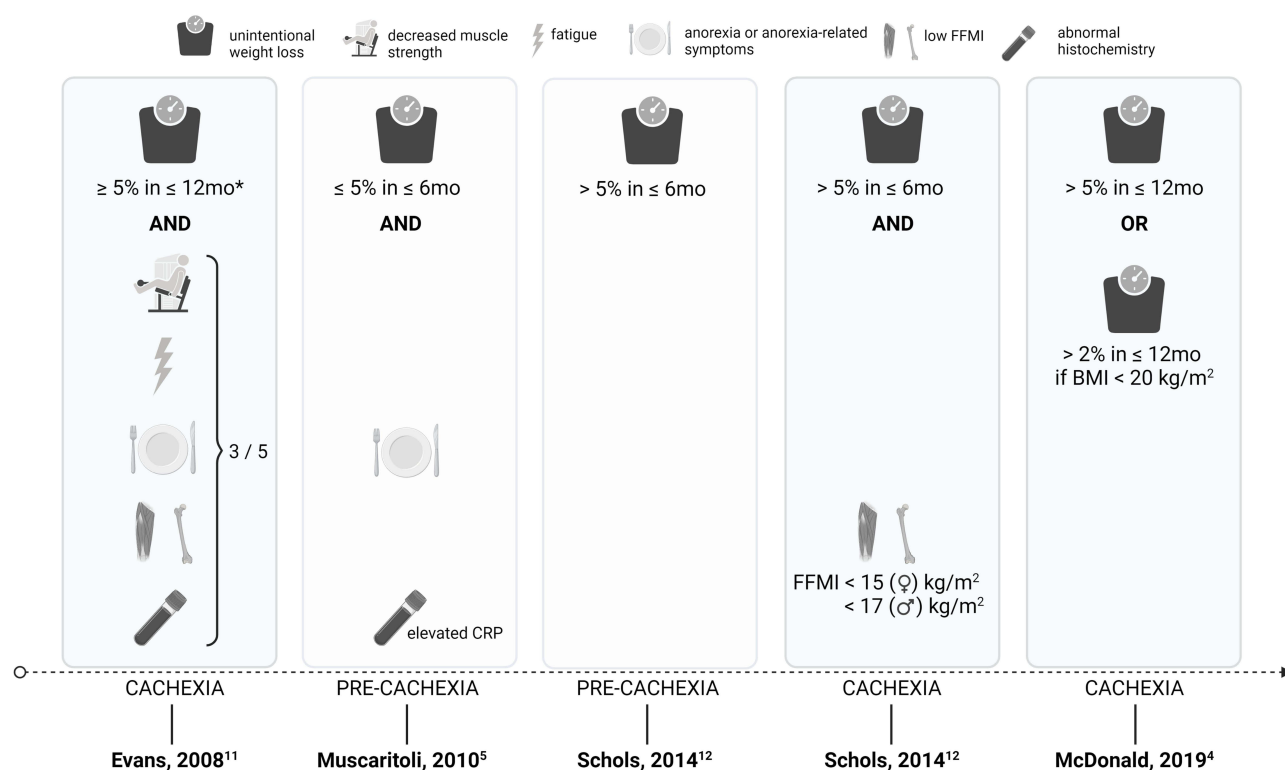 unintentional
weight loss
decreased muscle
strength
fatigue
anorexia or anorexia-related
symptoms
low FFMI
abnormal
histochemistry
≥ 5% in ≤ 12mo*
AND
3 / 5
CACHEXIA
Evans, 2008¹¹
≤ 5% in ≤ 6mo
AND
elevated CRP
PRE-CACHEXIA
Muscaritoli, 2010⁵
> 5% in ≤ 6mo
PRE-CACHEXIA
Schols, 2014¹²
> 5% in ≤ 6mo
AND
FFMI < 15 (♀) kg/m²
< 17 (♂) kg/m²
CACHEXIA
Schols, 2014¹²
> 5% in ≤ 12mo
OR
> 2% in ≤ 12mo
if BMI < 20 kg/m²
CACHEXIA
McDonald, 2019⁴